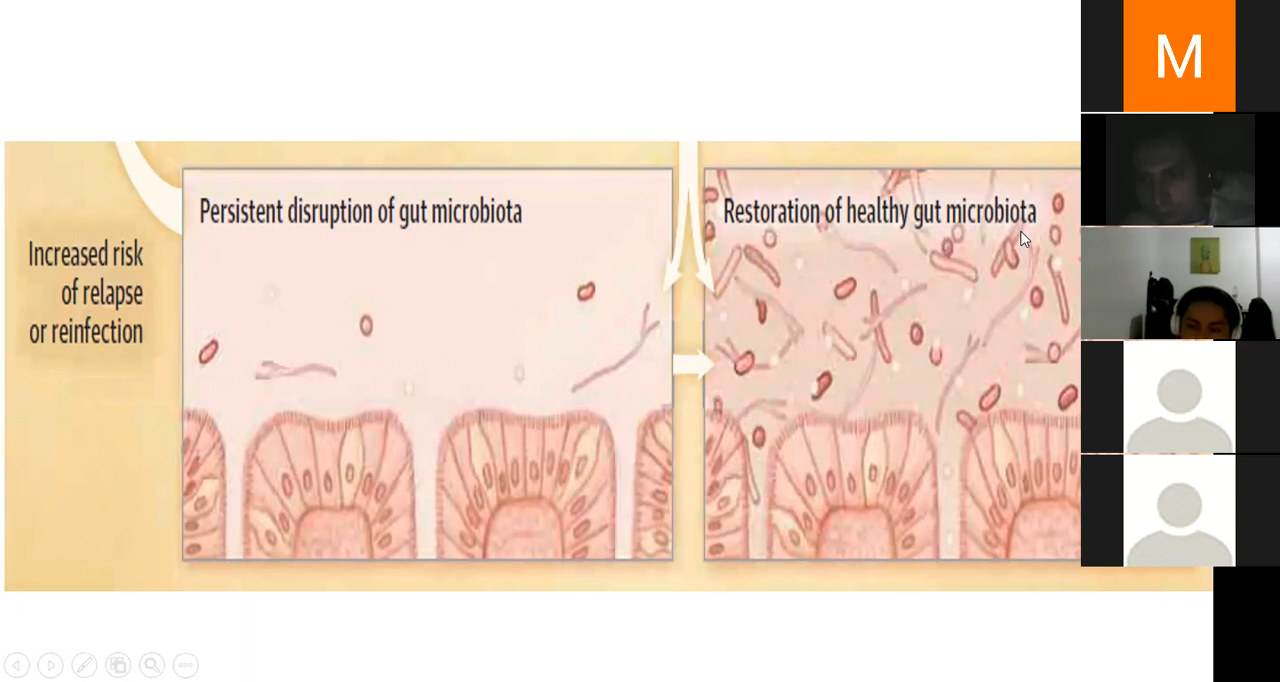 Persistent disruption of gut microbiota
Restoration of healthy gut microbiota
Increased risk
of relapse
or reinfection
M